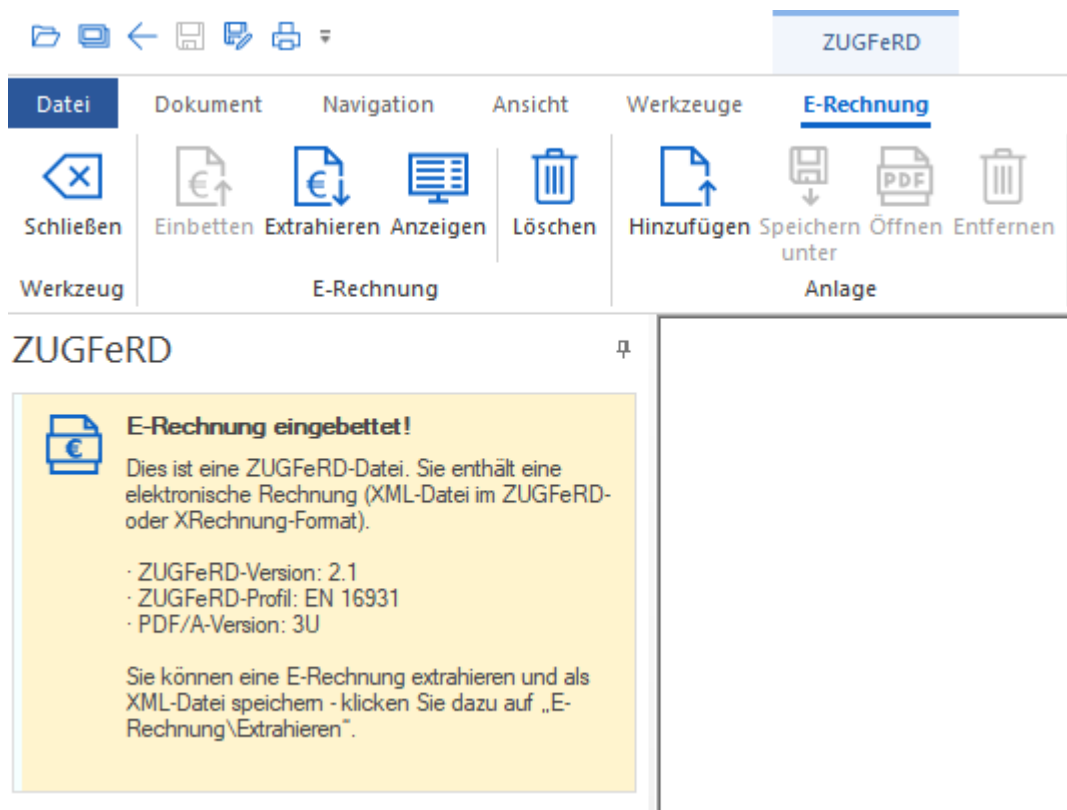 ZUGFeRD
Datei Dokument Navigation Ansicht Werkzeuge E-Rechnung
Schließen Einbetten Extrahieren Anzeigen Löschen Hinzufügen Speichern unter PDF Öffnen Entfernen
Werkzeug E-Rechnung Anlage
ZUGFeRD
E-Rechnung eingebettet!
Dies ist eine ZUGFeRD-Datei. Sie enthält eine
elektronische Rechnung (XML-Datei im ZUGFeRD-
oder XRechnung-Format).
· ZUGFeRD-Version: 2.1
· ZUGFeRD-Profil: EN 16931
· PDF/A-Version: 3U
Sie können eine E-Rechnung extrahieren und als
XML-Datei speichern - klicken Sie dazu auf „E-
Rechnung\Extrahieren“.